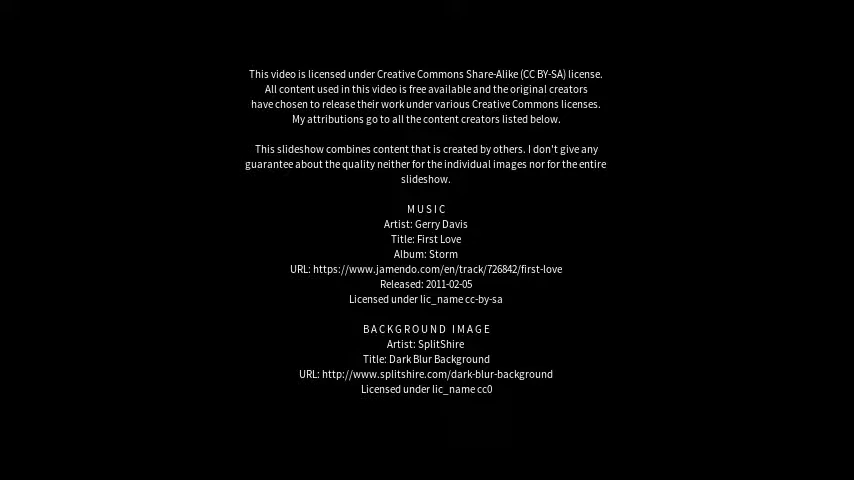 This video is licensed under Creative Commons Share-Alike (CC BY-SA) license.
All content used in this video is free available and the original creators
have chosen to release their work under various Creative Commons licenses.
My attributions go to all the content creators listed below.
This slideshow combines content that is created by others. I don't give any
guarantee about the quality neither for the individual images nor for the entire
slideshow.
MUSIC
Artist: Gerry Davis
Title: First Love
Album: Storm
URL: https://www.jamendo.com/en/track/726842/first-love
Released: 2011-02-05
Licensed under lic_name cc-by-sa
BACKGROUND IMAGE
Artist: SplitShire
Title: Dark Blur Background
URL: http://www.splitshire.com/dark-blur-background
Licensed under lic_name cc0